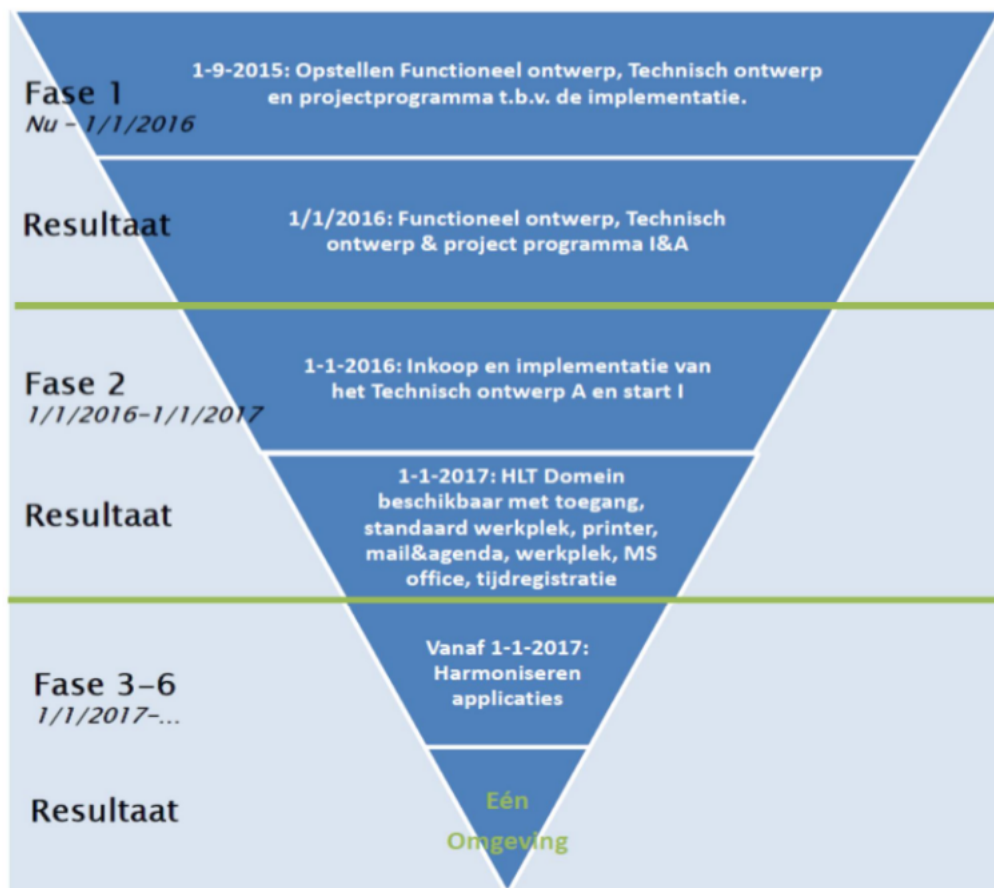 Fase 1
Nu - 1/1/2016
1-9-2015: Opstellen Functioneel ontwerp, Technisch ontwerp
en projectprogramma t.b.v. de implementatie.
Resultaat
1/1/2016: Functioneel ontwerp, Technisch
ontwerp & project programma I&A
Fase 2
1/1/2016-1/1/2017
1-1-2016: Inkoop en implementatie van
het Technisch ontwerp A en start I
Resultaat
1-1-2017: HLT Domein
beschikbaar met toegang,
standaard werkplek, printer,
mail&agenda, werkplek, MS
office, tijdregistratie
Fase 3-6
1/1/2017-...
Vanaf 1-1-2017:
Harmoniseren
applicaties
Resultaat
Eén
Omgeving